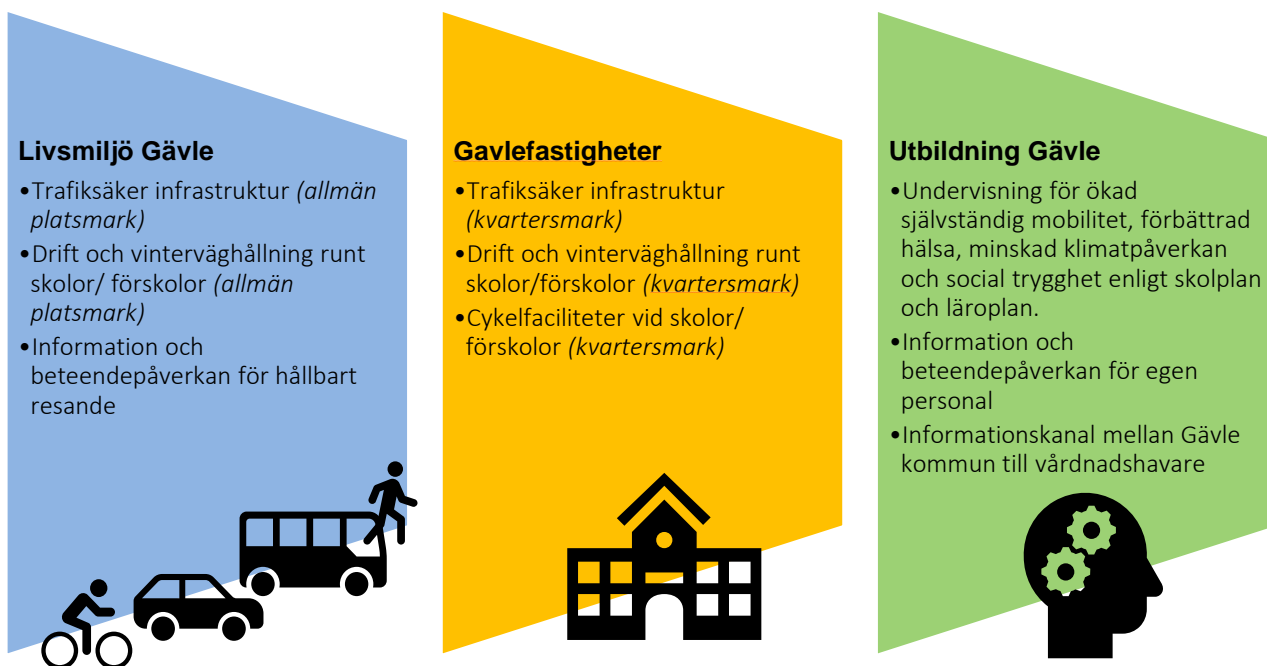 Livsmiljö Gävle
•Trafiksäker infrastruktur (allmän
platsmark)
•Drift och vinterväghållning runt
skolor/ förskolor (allmän
platsmark)
•Information och
beteendepåverkan för hållbart
resande
Gavlefastigheter
•Trafiksäker infrastruktur
(kvartersmark)
•Drift och vinterväghållning runt
skolor/förskolor (kvartersmark)
•Cykelfaciliteter vid skolor/
förskolor (kvartersmark)
Utbildning Gävle
•Undervisning för ökad
självständig mobilitet, förbättrad
hälsa, minskad klimatpåverkan
och social trygghet enligt skolplan
och läroplan.
•Information och
beteendepåverkan för egen
personal
•Informationskanal mellan Gävle
kommun till vårdnadshavare